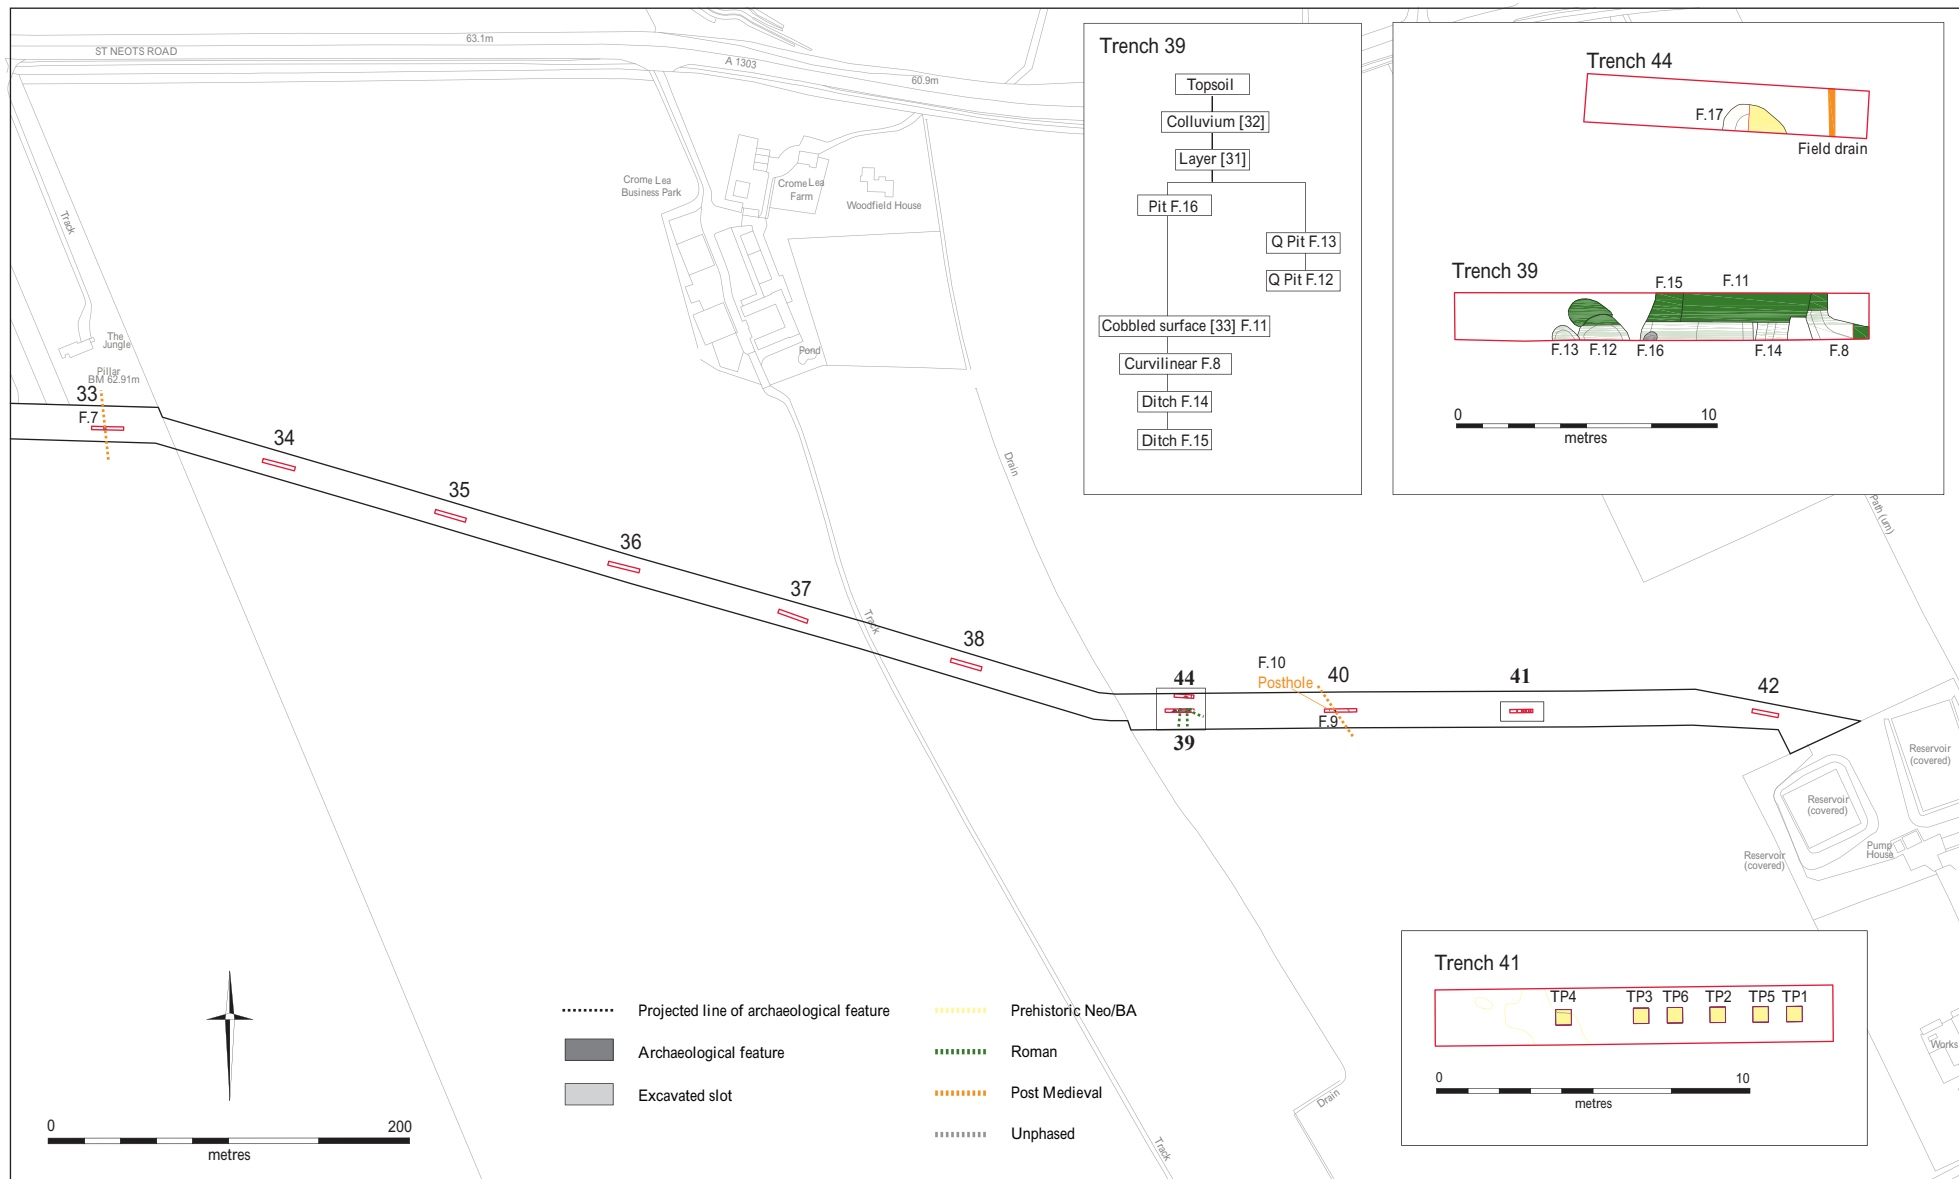 ST NEOTS ROAD
63.1m
A 1303
60.9m
Track
Crome Lea
Business Park
Crome Lea
Farm
Woodfield House
Pond
The
Jungle
Pillar
BM 62.91m
Drain
33
F.7
34
35
36
37
Track
38
44
39
F.10
Posthole
40
F.9
41
42
Path (um)
Reservoir
(covered)
Reservoir
(covered)
Reservoir
(covered)
Pump
House
Works
Drain
Track
Trench 39
Topsoil
Colluvium [32]
Layer [31]
Pit F.16
Q Pit F.13
Q Pit F.12
Cobbled surface [33] F.11
Curvilinear F.8
Ditch F.14
Ditch F.15
Trench 44
F.17
Field drain
Trench 39
F.15
F.11
F.13
F.12
F.16
F.14
F.8
0
10
metres
Trench 41
TP4
TP3
TP6
TP2
TP5
TP1
0
10
metres
0
200
metres
Projected line of archaeological feature
Archaeological feature
Excavated slot
Prehistoric Neo/BA
Roman
Post Medieval
Unphased